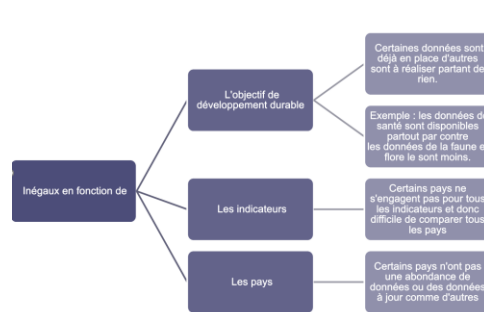 Inégaux en fonction de
L'objectif de
développement durable
Certaines données sont
déjà en place d'autres
sont à réaliser partant de
rien.
Exemple : les données de
santé sont disponibles
partout par contre
les données de la faune et
flore le sont moins.
Les indicateurs
Certains pays ne
s'engagent pas pour tous
les indicateurs et donc
difficile de comparer tous
les pays
Les pays
Certains pays n'ont pas
une abondance de
données ou des données
à jour comme d'autres